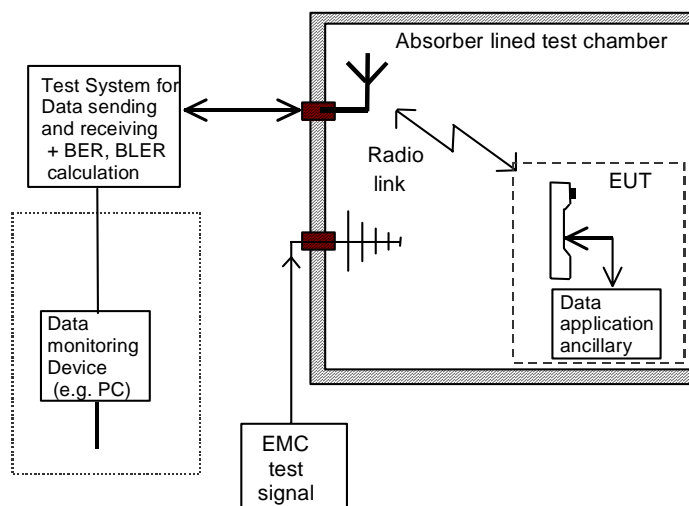 Absorber lined test chamber
Test System for
Data sending
and receiving
+ BER, BLER
calculation
Radio
link
EUT
Data
application
ancillary
Data
monitoring
Device
(e.g. PC)
EMC
test
signal